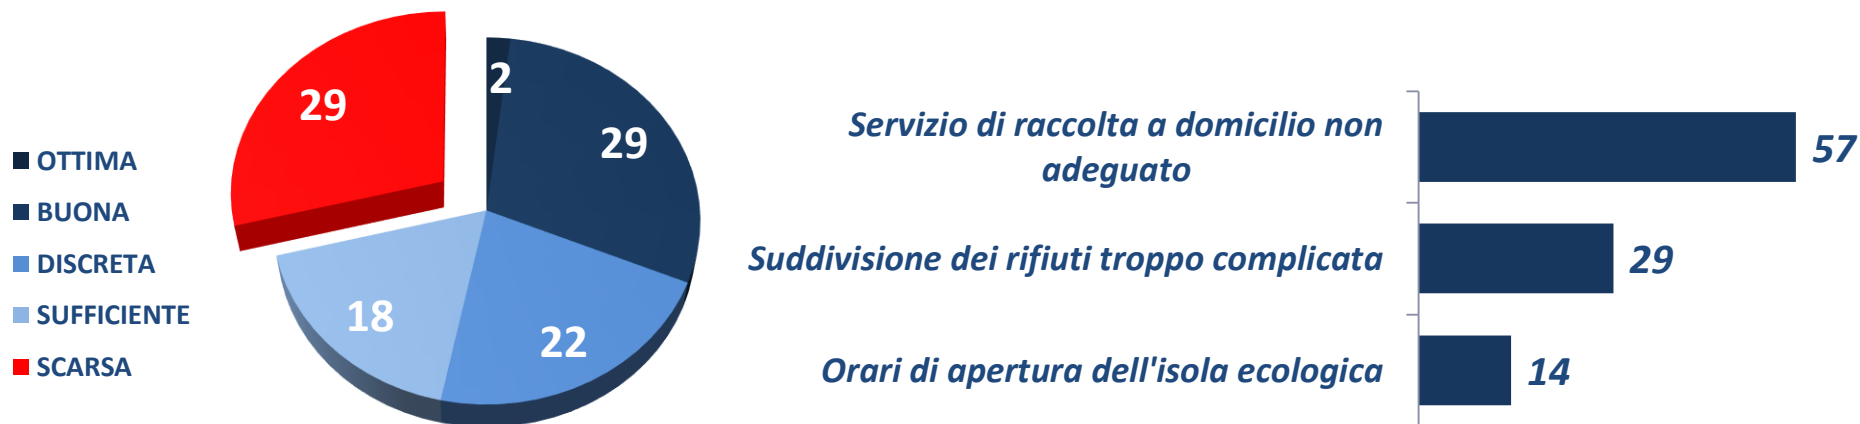 OTTIMA
BUONA
DISCRETA
SUFFICIENTE
SCARSA
2
29
22
18
29
Servizio di raccolta a domicilio non
adeguato
57
Suddivisione dei rifiuti troppo complicata
29
Orari di apertura dell'isola ecologica
14